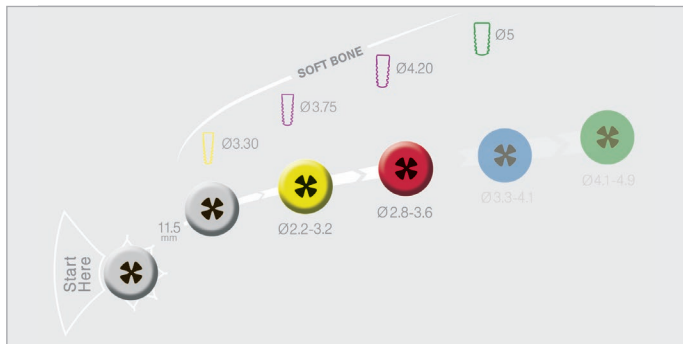 SOFT BONE
Ø5
Ø4.20
Ø3.75
Ø3.30
Ø4.1-4.9
Ø3.3-4.1
Ø2.8-3.6
Ø2.2-3.2
11.5
mm
Start
Here